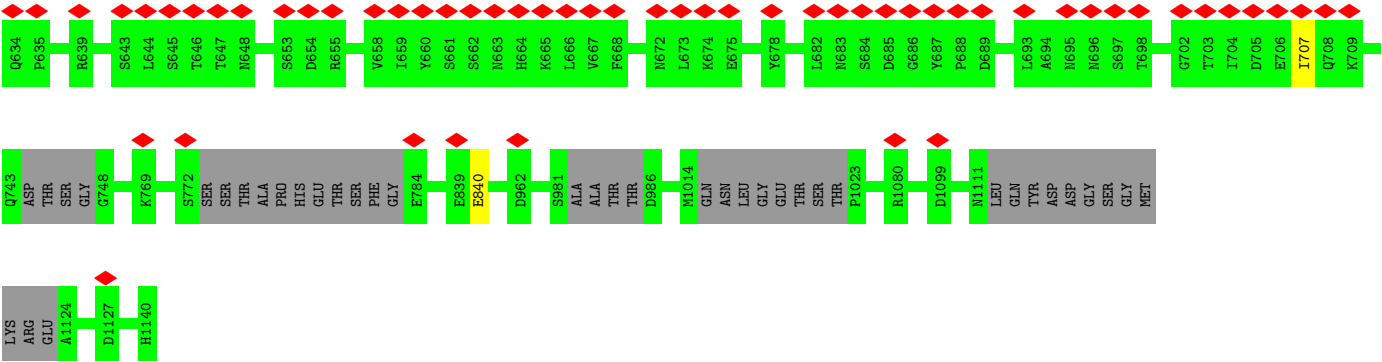 Q634 P635 R639 S643 L644 S645 T646 T647 N648 S653 D654 R655 V658 I659 Y660 S661 S662 N663 H664 K665 L666 V667 F668 N672 L673 K674 E675 Y678 L682 N683 S684 D685 G686 Y687 P688 D689 L693 A694 N695 N696 S697 T698 G702 T703 I704 D705 E706 I707 Q708 K709
Q743 ASP THR SER GLY G748 K769 S772 SER SER THR ALA PRO HIS GLU THR SER PHE GLY E784 E839 E840 D962 S981 ALA ALA THR THR D986 M1014 GLN ASN LEU GLY GLU THR SER THR P1023 R1080 D1099 N1111 LEU GLN TYR ASP ASP GLY SER GLY MET
LYS ARG GLU A1124 D1127 H1140